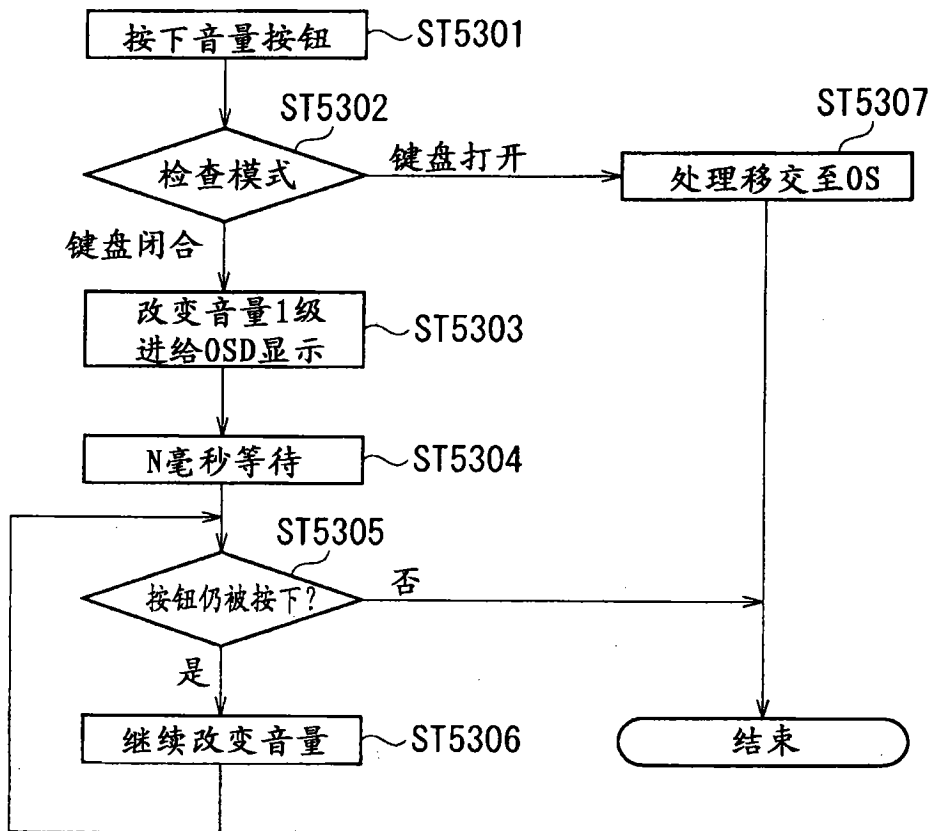 按下音量按钮
ST5301
ST5302
检查模式
键盘打开
ST5307
处理移交至OS
键盘闭合
改变音量1级
进给OSD显示
ST5303
N毫秒等待
ST5304
ST5305
按钮仍被按下?
否
是
继续改变音量
ST5306
结束